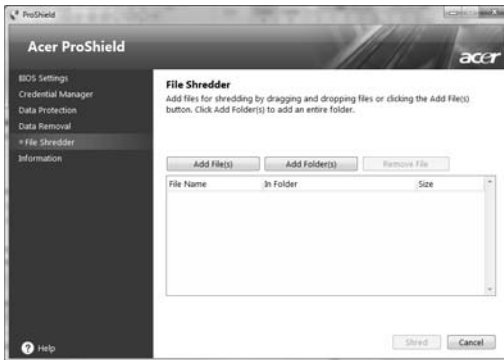 ProShield
Acer ProShield
acer
BIOS Settings
Credential Manager
Data Protection
Data Removal
File Shredder
Information
File Shredder
Add files for shredding by dragging and dropping files or clicking the Add File(s)
button. Click Add Folder(s) to add an entire folder.
Add File(s) Add Folder(s) Remove File
File Name In Folder Size
Help
Shred Cancel